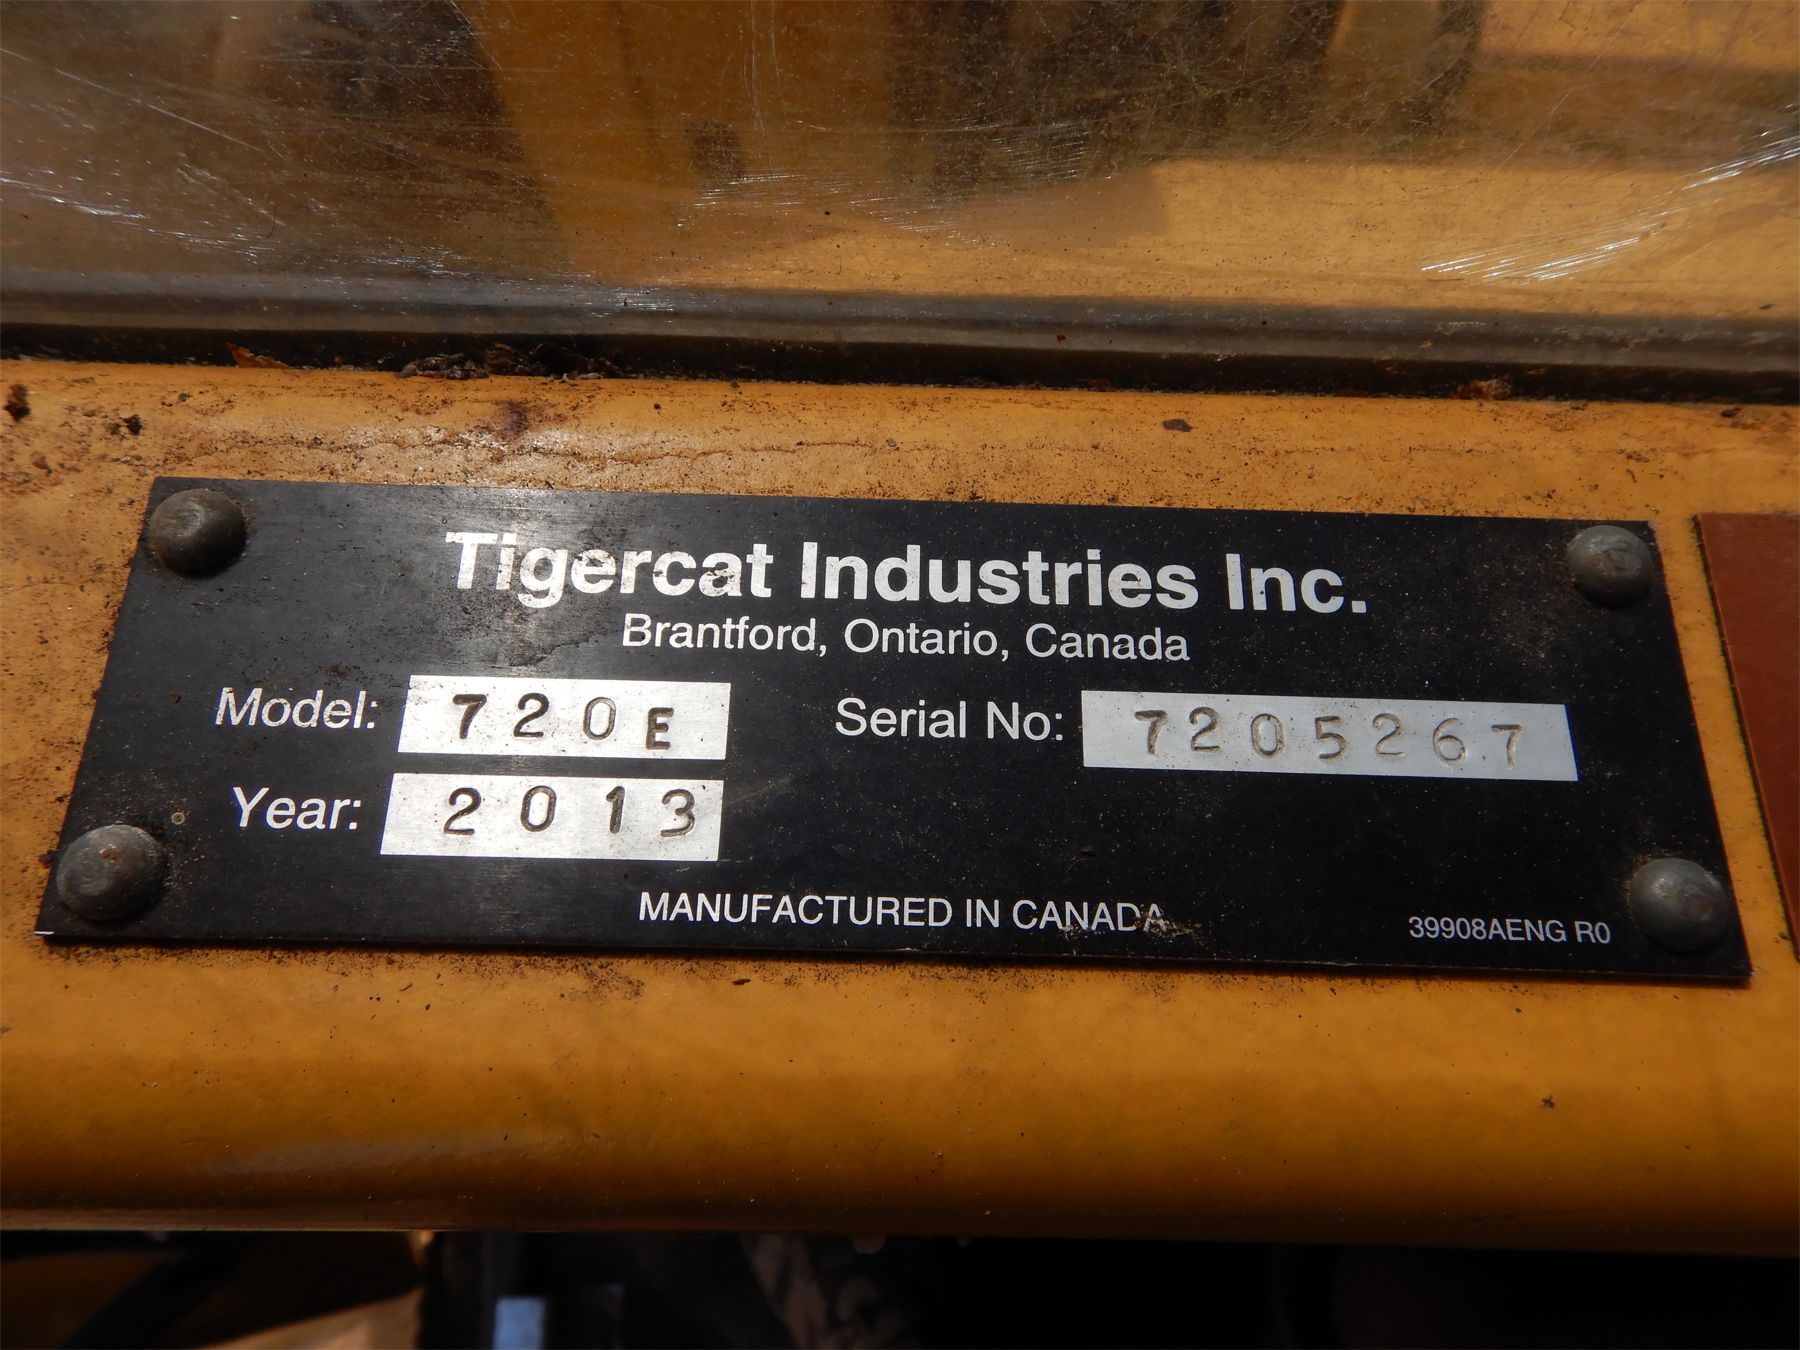 Tigercat Industries Inc.
Brantford, Ontario, Canada
Model: 720E
Serial No: 7205267
Year: 2013
MANUFACTURED IN CANADA
39908AENG R0